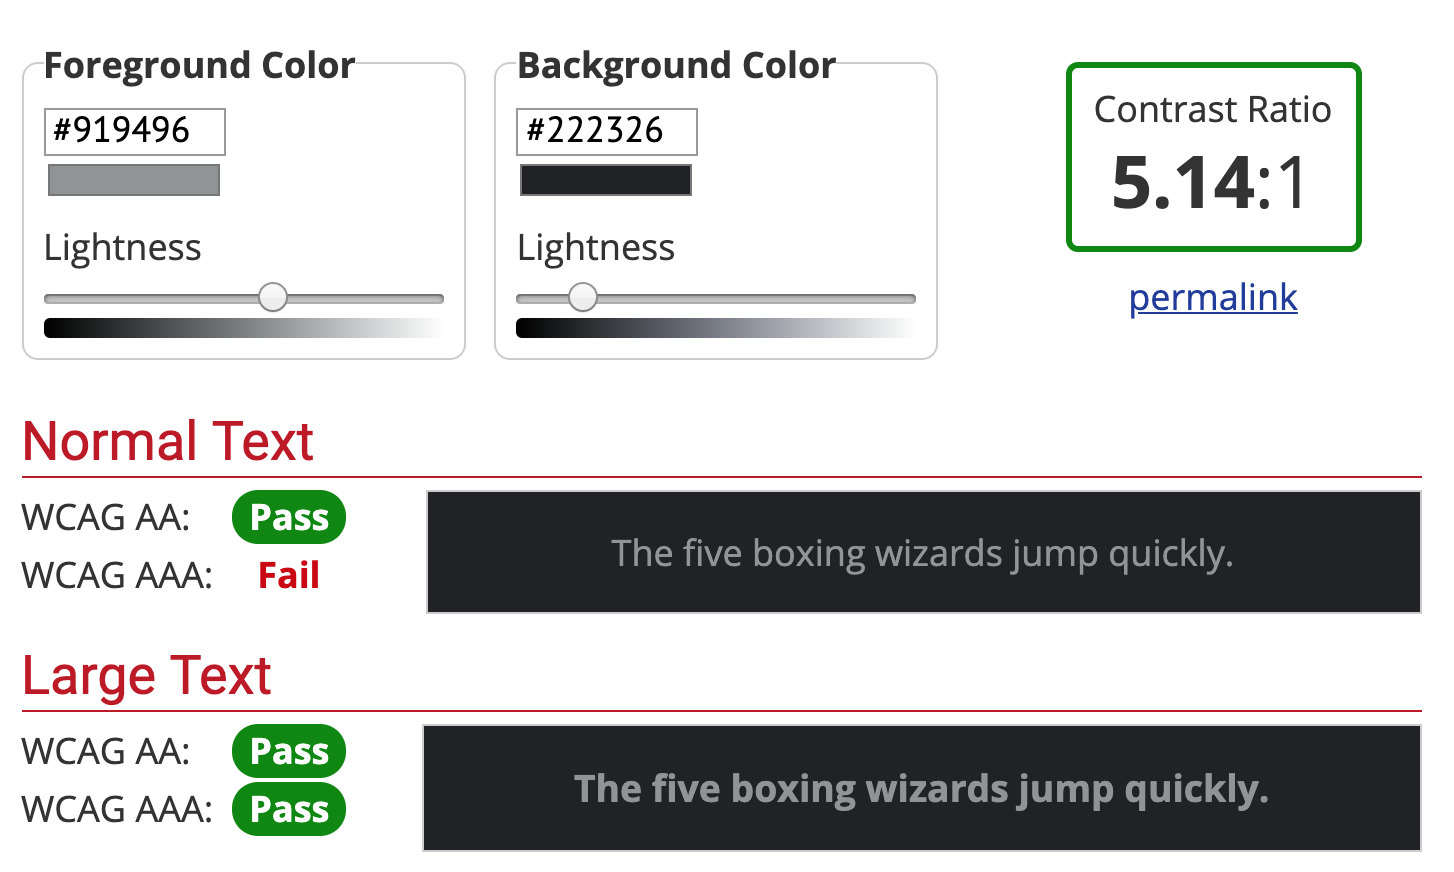 Foreground Color
#919496
Lightness
Background Color
#222326
Lightness
Contrast Ratio
5.14:1
permalink
Normal Text
WCAG AA: Pass
WCAG AAA: Fail
The five boxing wizards jump quickly.
Large Text
WCAG AA: Pass
WCAG AAA: Pass
The five boxing wizards jump quickly.